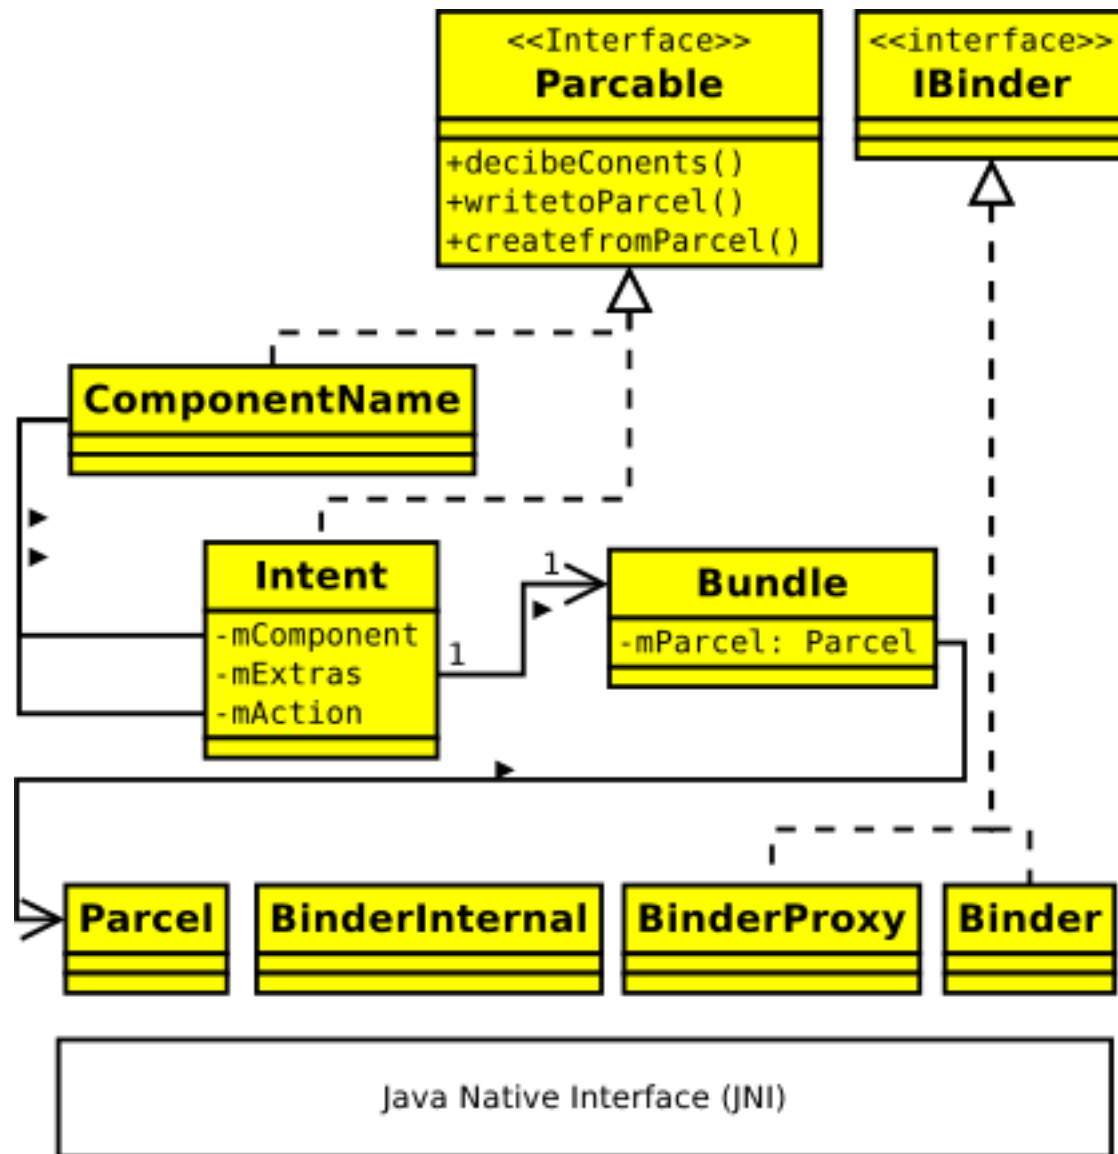 <<Interface>>
Parcable
+decibeConents()
+writetoParcel()
+createfromParcel()
<<interface>>
IBinder
ComponentName
Intent
-mComponent
-mExtras
-mAction
1
1
Bundle
-mParcel: Parcel
Parcel
BinderInternal
BinderProxy
Binder
Java Native Interface (JNI)